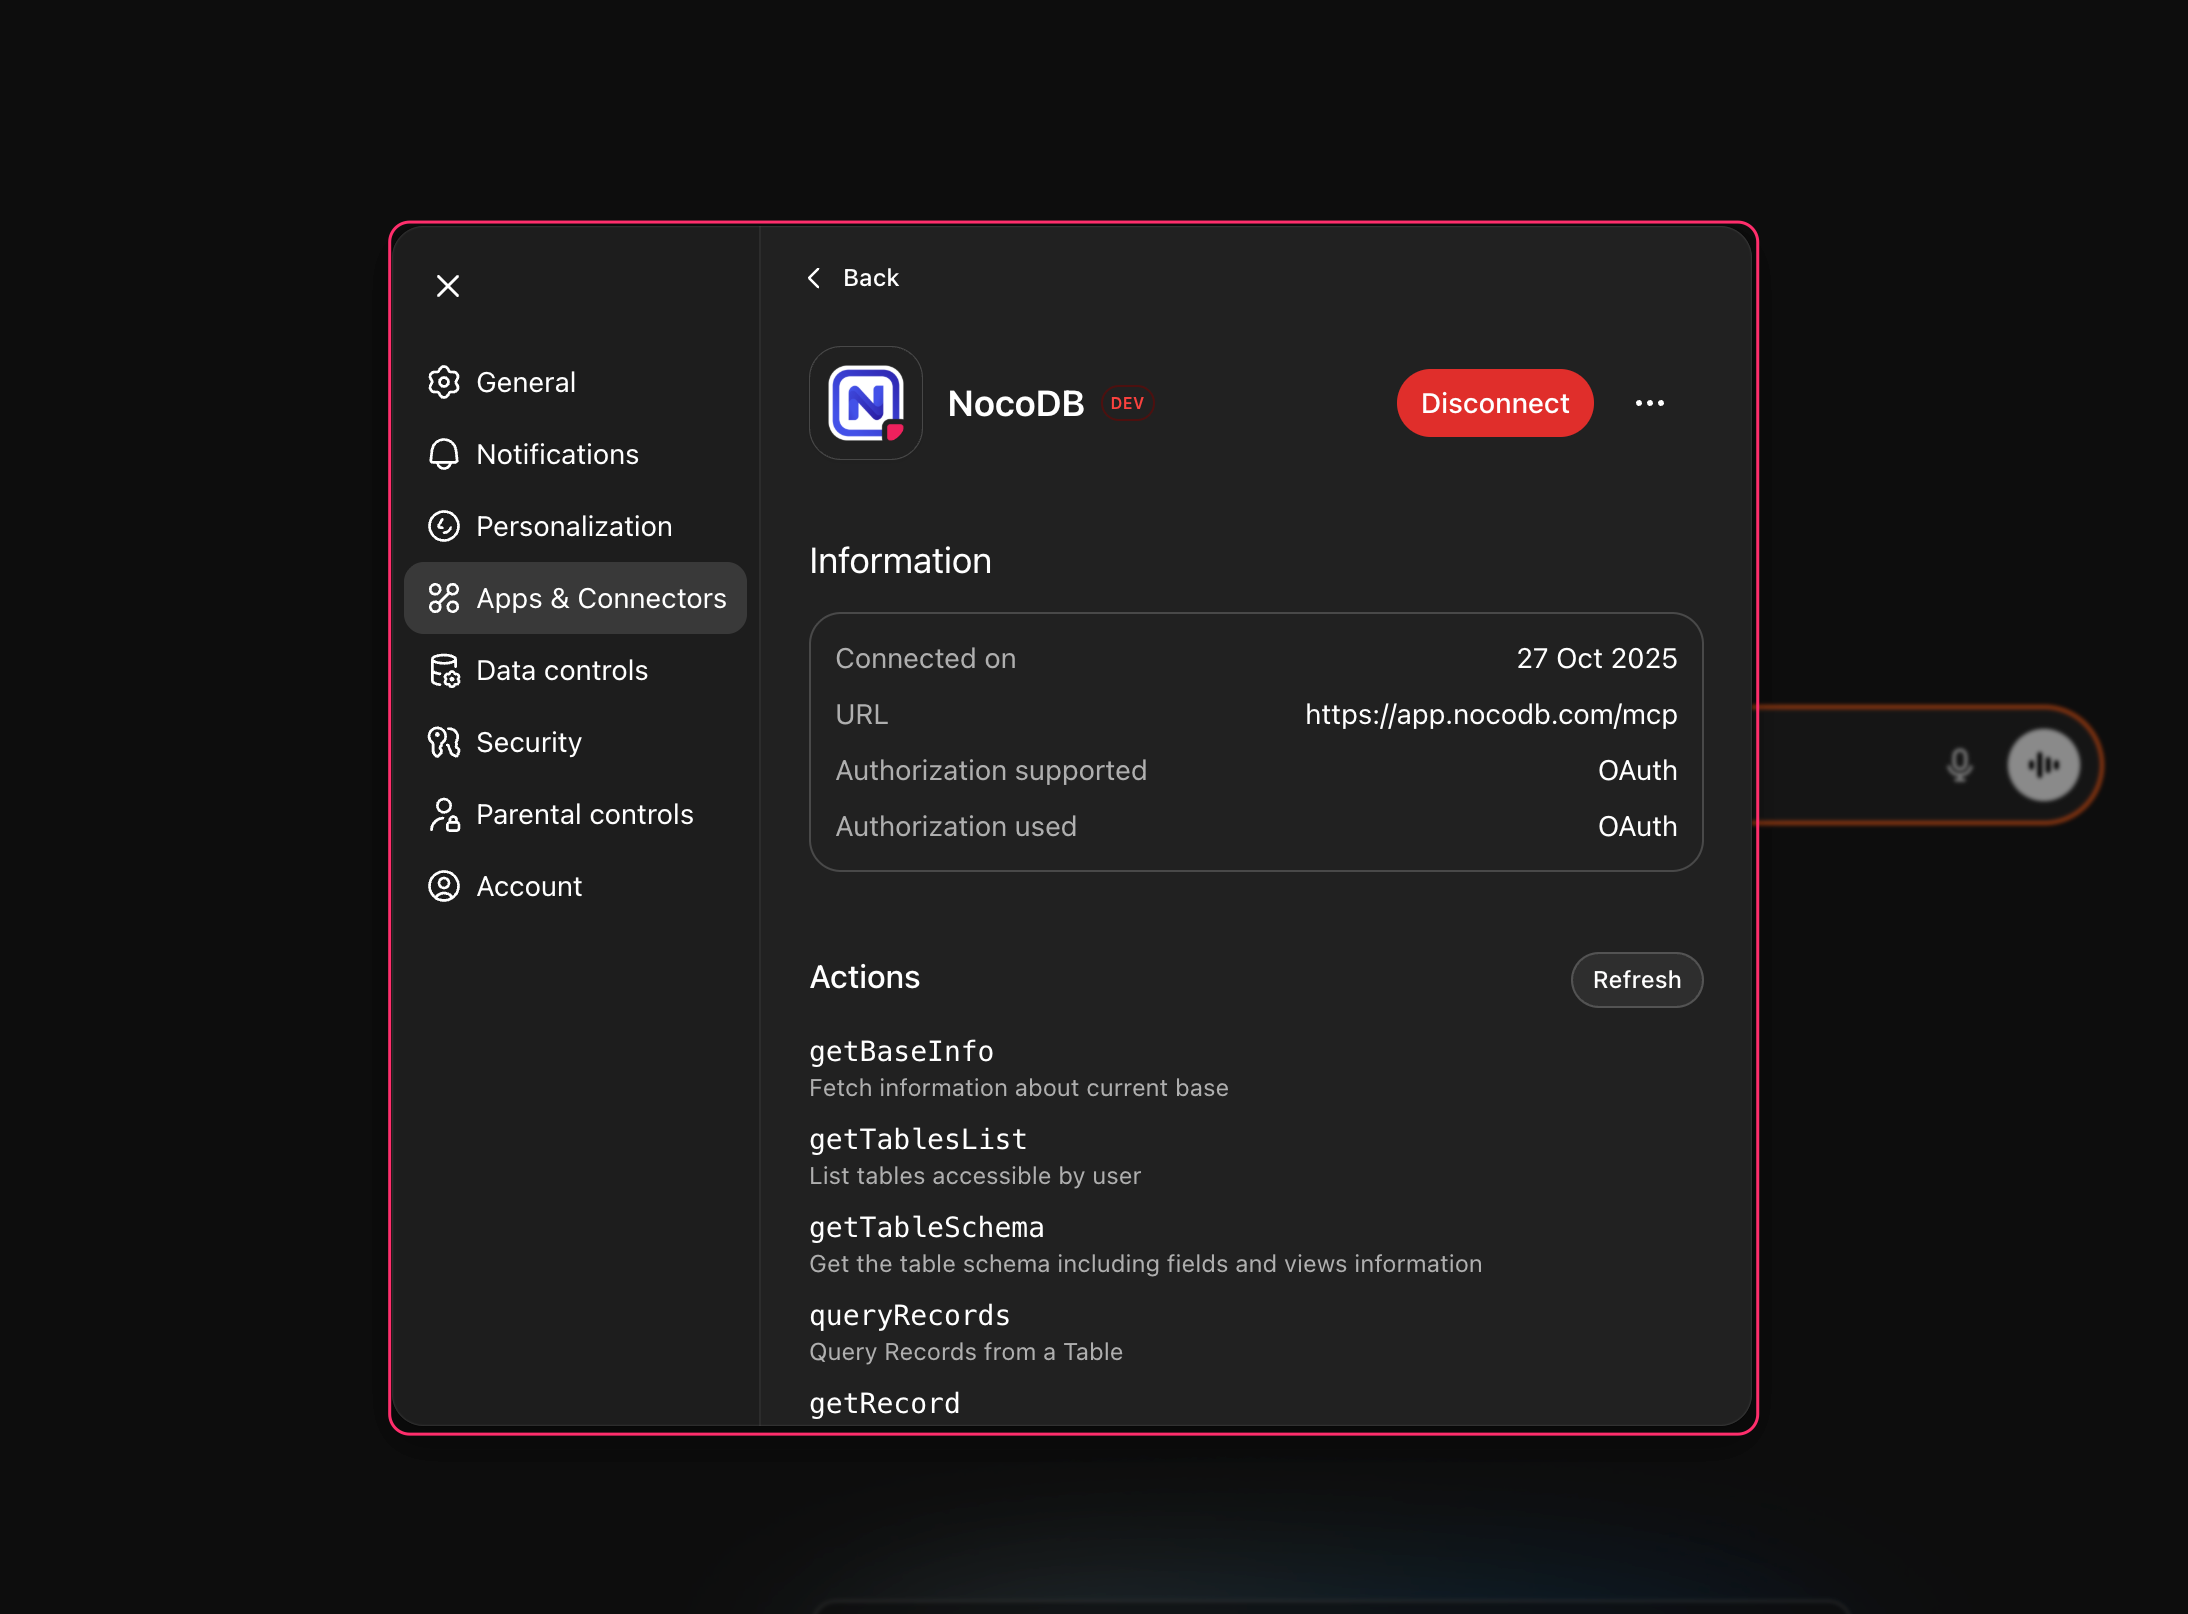 General
Notifications
Personalization
Apps & Connectors
Data controls
Security
Parental controls
Account
Back
N
NocoDB DEV
Disconnect
Information
Connected on 27 Oct 2025
URL https://app.nocodb.com/mcp
Authorization supported OAuth
Authorization used OAuth
Actions
Refresh
getBaseInfo
Fetch information about current base
getTablesList
List tables accessible by user
getTableSchema
Get the table schema including fields and views information
queryRecords
Query Records from a Table
getRecord